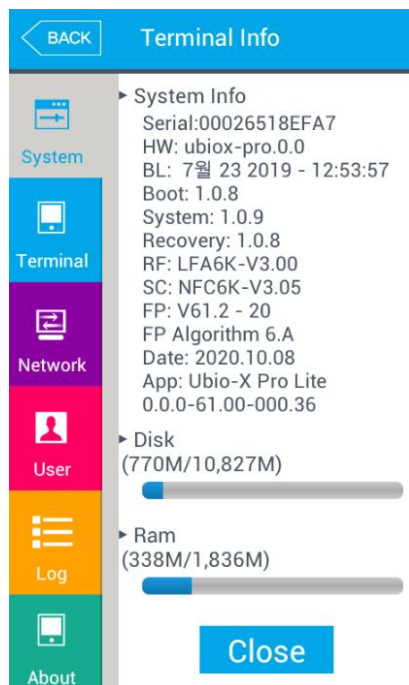 BACK
Terminal Info
System
Terminal
Network
User
Log
About
System Info
Serial:00026518EFA7
HW: ubiox-pro.0.0
BL: 7월 23 2019 - 12:53:57
Boot: 1.0.8
System: 1.0.9
Recovery: 1.0.8
RF: LFA6K-V3.00
SC: NFC6K-V3.05
FP: V61.2 - 20
FP Algorithm 6.A
Date: 2020.10.08
App: Ubio-X Pro Lite
0.0.0-61.00-000.36
Disk
(770M/10,827M)
Ram
(338M/1,836M)
Close